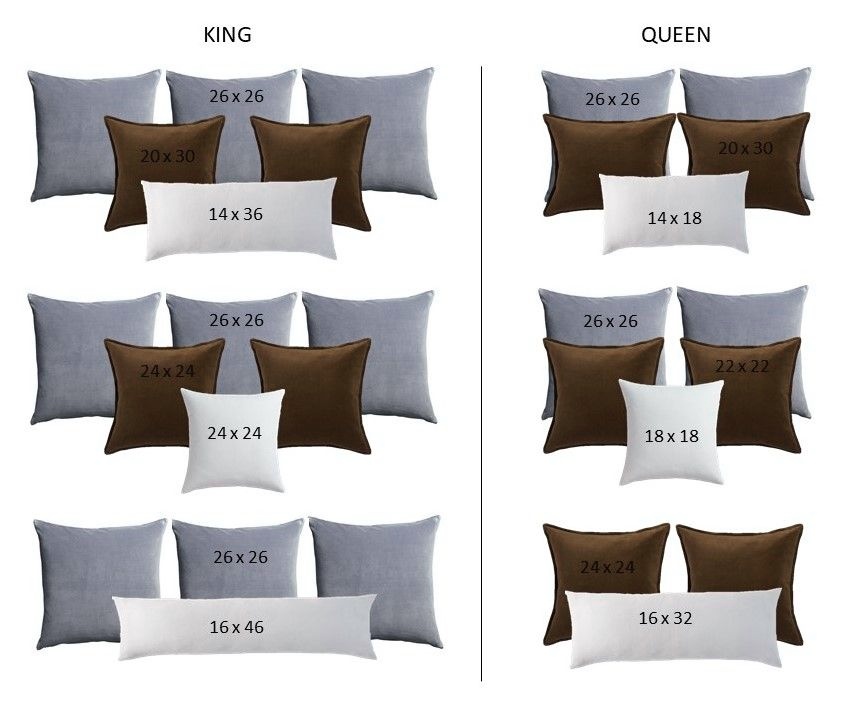 KING
26 x 26
20 x 30
14 x 36
26 x 26
24 x 24
24 x 24
26 x 26
16 x 46
QUEEN
26 x 26
20 x 30
14 x 18
26 x 26
22 x 22
18 x 18
24 x 24
16 x 32